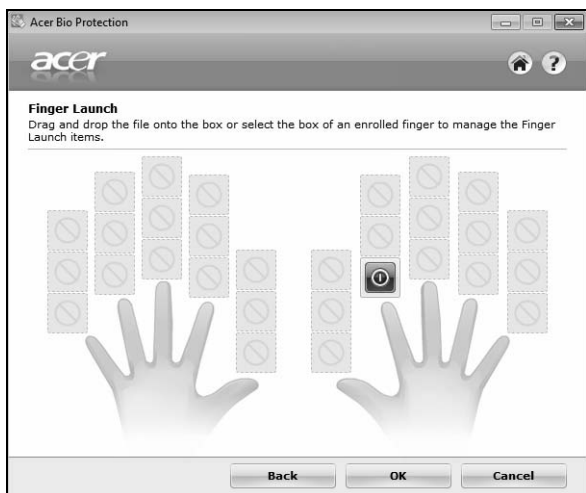 Acer Bio Protection
acer
Finger Launch
Drag and drop the file onto the box or select the box of an enrolled finger to manage the Finger
Launch items.
Back
OK
Cancel